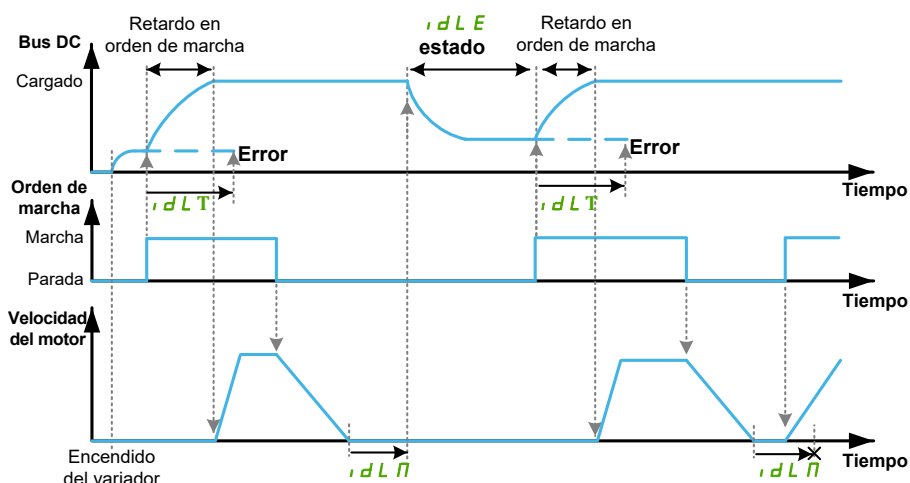 ıdLE
estado
Retardo en
orden de marcha
Retardo en
orden de marcha
Bus DC
Cargado
Error
Error
Tiempo
ıdLT
ıdLT
Orden de
marcha
Marcha
Parada
Tiempo
Velocidad
del motor
Encendido
del variador
ıdLΠ
ıdLΠ
Tiempo